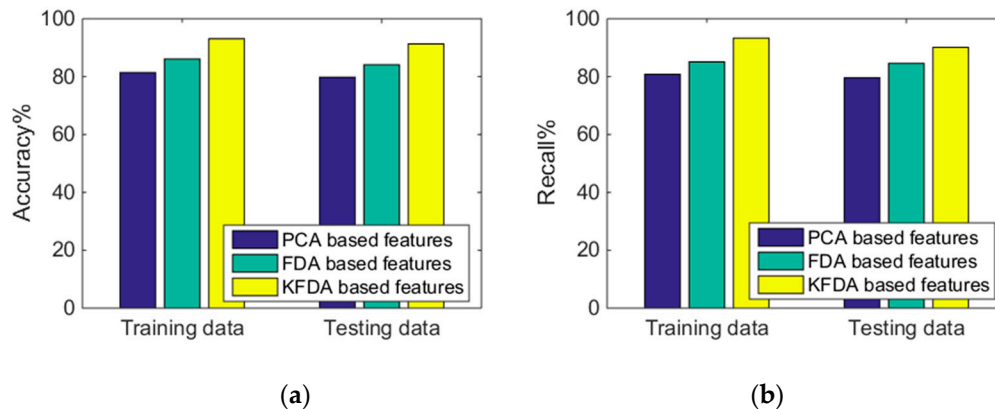 100
80
60
40
20
0
Accuracy%
PCA based features
FDA based features
KFDA based features
Training data
Testing data
(a)
100
80
60
40
20
0
Recall%
PCA based features
FDA based features
KFDA based features
Training data
Testing data
(b)